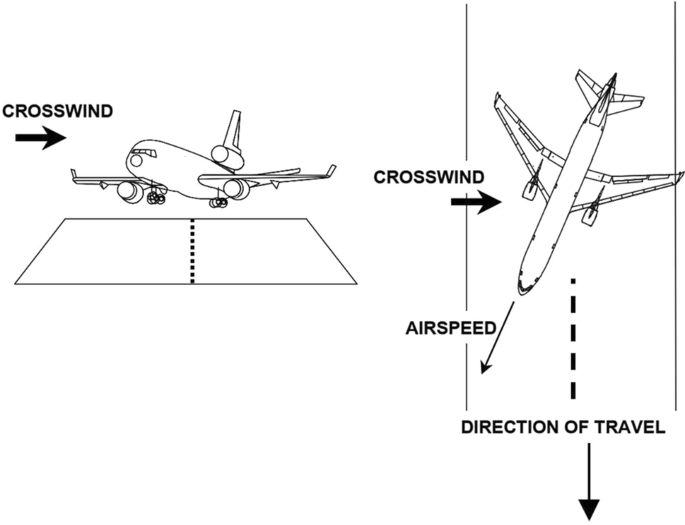 CROSSWIND
CROSSWIND
AIRSPEED
DIRECTION OF TRAVEL